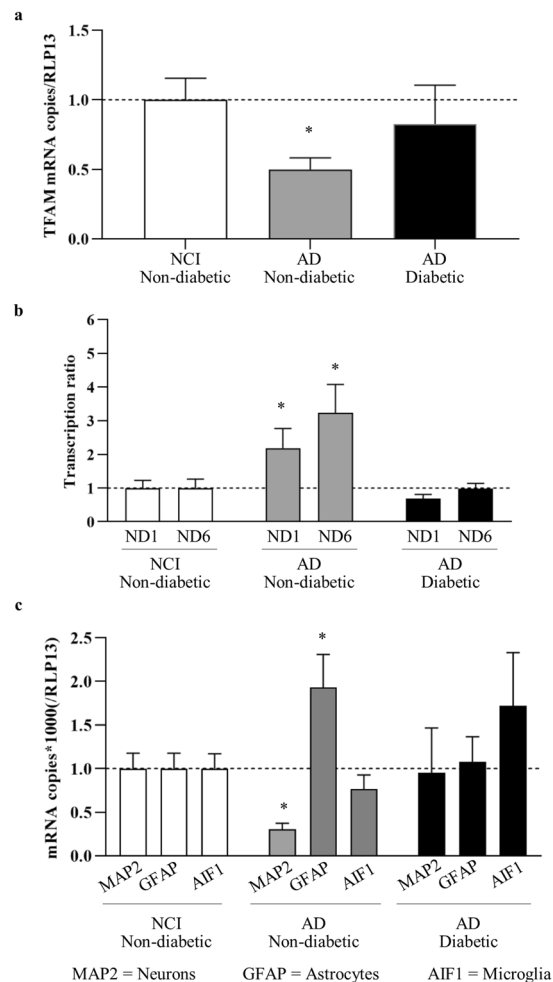 a
TFAM mRNA copies/RLP13
1.5
1.0
0.5
0.0
*
NCI AD AD
Non-diabetic Non-diabetic Diabetic
b
Transcription ratio
6
5
4
3
2
1
0
* *
ND1 ND6 ND1 ND6 ND1 ND6
NCI AD AD
Non-diabetic Non-diabetic Diabetic
c
mRNA copies*1000(/RLP13)
2.5
2.0
1.5
1.0
0.5
0.0
* *
MAP2 GFAP AIF1 MAP2 GFAP AIF1 MAP2 GFAP AIF1
NCI AD AD
Non-diabetic Non-diabetic Diabetic
MAP2 = Neurons GFAP = Astrocytes AIF1 = Microglia